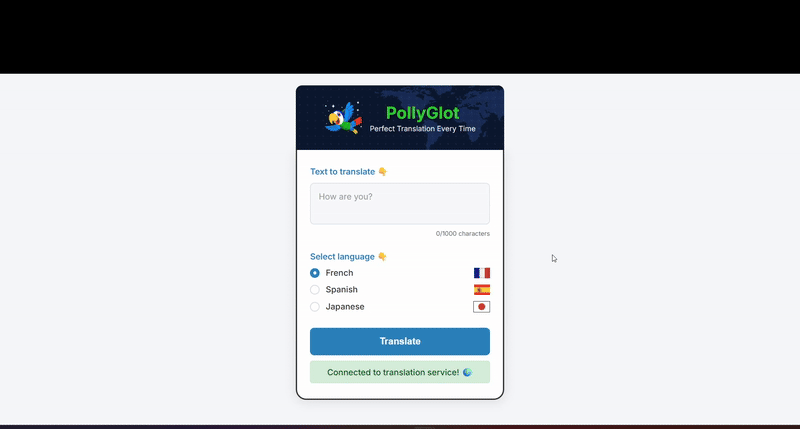 PollyGlot
Perfect Translation Every Time
Text to translate 👇
How are you?
0/1000 characters
Select language 👇
French
Spanish
Japanese
Translate
Connected to translation service! 🌏